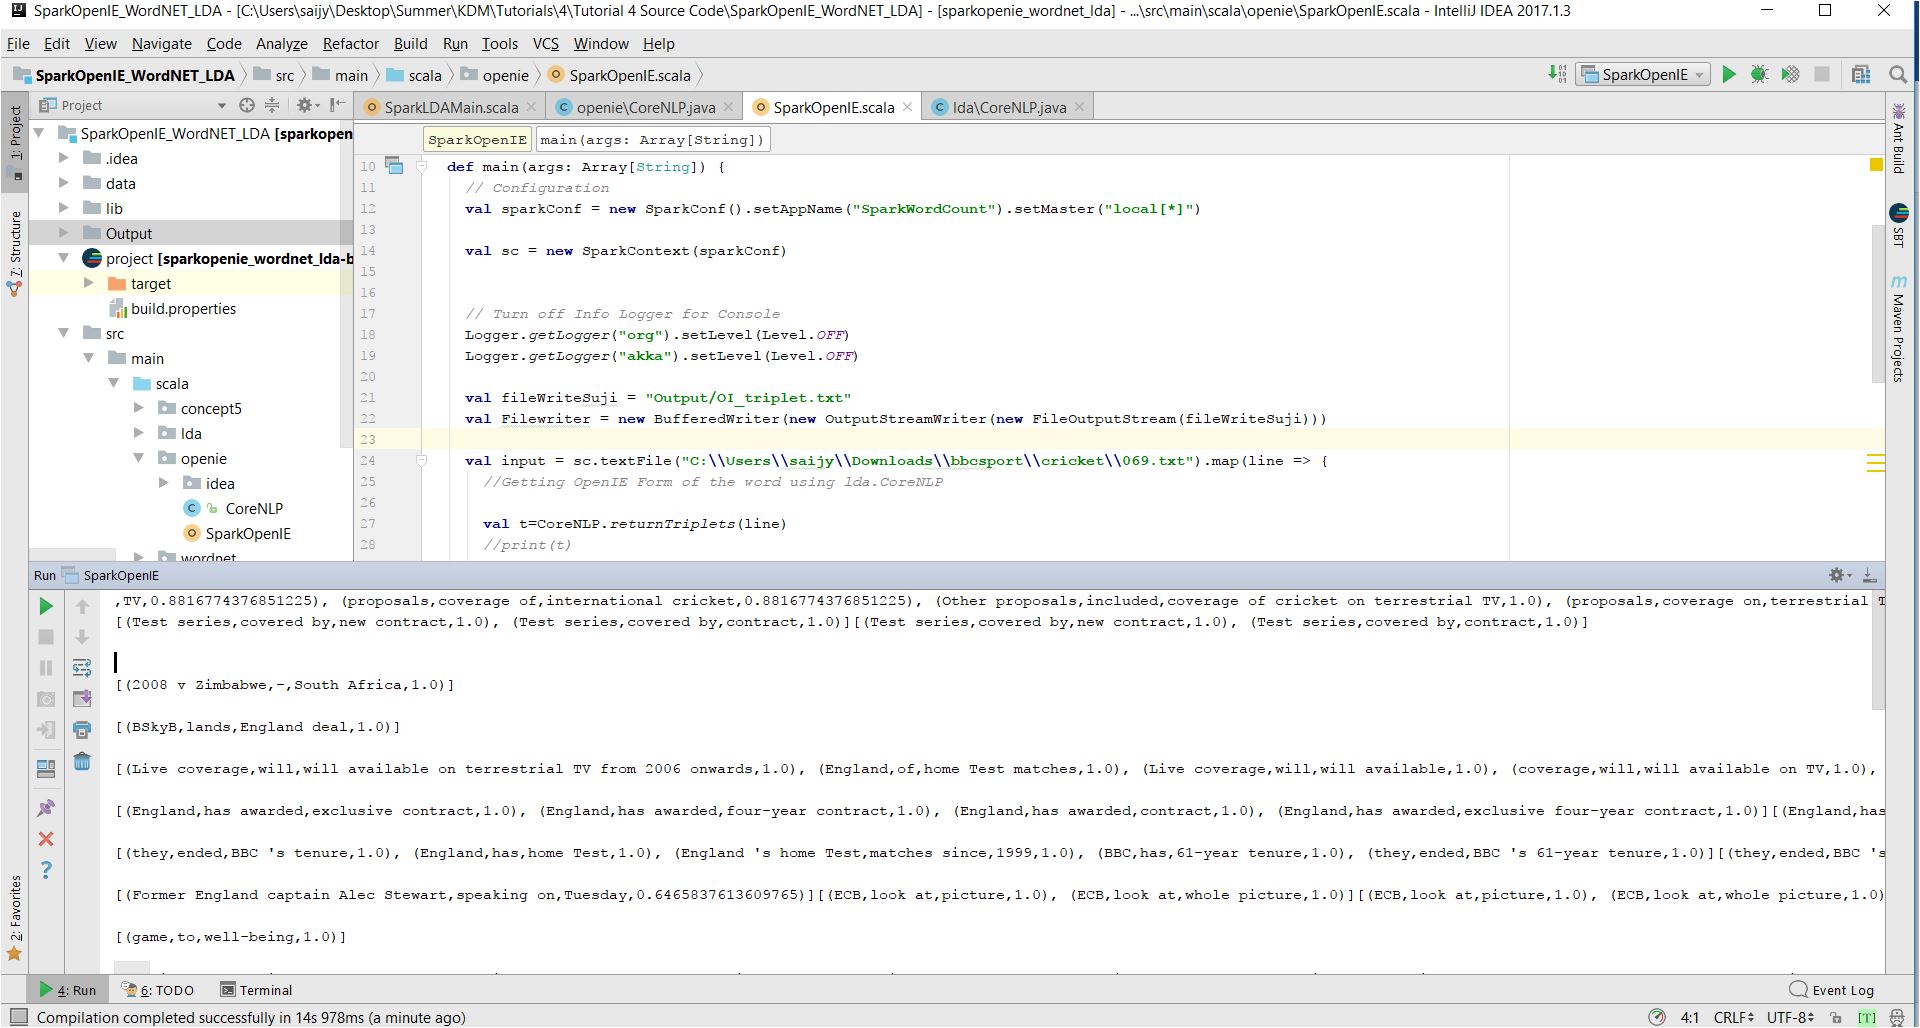 SparkOpenIE_WordNET_LDA - [C:\Users\saijy\Desktop\Summer\KDM\Tutorials\4\Tutorial 4 Source Code\SparkOpenIE_WordNET_LDA] - [sparkopenie_wordnet_lda] - ...\src\main\scala\openie\SparkOpenIE.scala - IntelliJ IDEA 2017.1.3
File Edit View Navigate Code Analyze Refactor Build Run Tools VCS Window Help
SparkOpenIE_WordNET_LDA src main scala openie SparkOpenIE.scala
SparkOpenIE
1: Project
7: Structure
2: Favorites
Project
SparkOpenIE_WordNET_LDA [sparkopen
.idea
data
lib
Output
project [sparkopenie_wordnet_lda-b
target
build.properties
src
main
scala
concept5
lda
openie
idea
CoreNLP
SparkOpenIE
wordnet
SparkLDAMain.scala openie\CoreNLP.java SparkOpenIE.scala lda\CoreNLP.java
SparkOpenIE main(args: Array[String])
10 def main(args: Array[String]) {
11 // Configuration
12 val sparkConf = new SparkConf().setAppName("SparkWordCount").setMaster("local[*]")
13
14 val sc = new SparkContext(sparkConf)
15
16
17 // Turn off Info Logger for Console
18 Logger.getLogger("org").setLevel(Level.OFF)
19 Logger.getLogger("akka").setLevel(Level.OFF)
20
21 val fileWriteSuji = "Output/OI_triplet.txt"
22 val Filewriter = new BufferedWriter(new OutputStreamWriter(new FileOutputStream(fileWriteSuji)))
23
24 val input = sc.textFile("C:\\Users\\saijy\\Downloads\\bbcsport\\cricket\\069.txt").map(line => {
25 //Getting OpenIE Form of the word using lda.CoreNLP
26
27 val t=CoreNLP.returnTriplets(line)
28 //print(t)
Ant Build
SBT
Maven Projects
Run SparkOpenIE
,TV,0.8816774376851225), (proposals,coverage of,international cricket,0.8816774376851225), (Other proposals,included,coverage of cricket on terrestrial TV,1.0), (proposals,coverage on,terrestrial T
[(Test series,covered by,new contract,1.0), (Test series,covered by,contract,1.0)][(Test series,covered by,new contract,1.0), (Test series,covered by,contract,1.0)]
[(2008 v Zimbabwe,-,South Africa,1.0)]
[(BSkyB,lands,England deal,1.0)]
[(Live coverage,will,will available on terrestrial TV from 2006 onwards,1.0), (England,of,home Test matches,1.0), (Live coverage,will,will available,1.0), (coverage,will,will available on TV,1.0),
[(England,has awarded,exclusive contract,1.0), (England,has awarded,four-year contract,1.0), (England,has awarded,contract,1.0), (England,has awarded,exclusive four-year contract,1.0)][(England,has
[(they,ended,BBC 's tenure,1.0), (England,has,home Test,1.0), (England 's home Test,matches since,1999,1.0), (BBC,has,61-year tenure,1.0), (they,ended,BBC 's 61-year tenure,1.0)][(they,ended,BBC 's
[(Former England captain Alec Stewart,speaking on,Tuesday,0.6465837613609765)][(ECB,look at,picture,1.0), (ECB,look at,whole picture,1.0)][(ECB,look at,picture,1.0), (ECB,look at,whole picture,1.0)
[(game,to,well-being,1.0)]
4: Run 6: TODO Terminal Event Log
Compilation completed successfully in 14s 978ms (a minute ago) 4:1 CRLF UTF-8 [T]